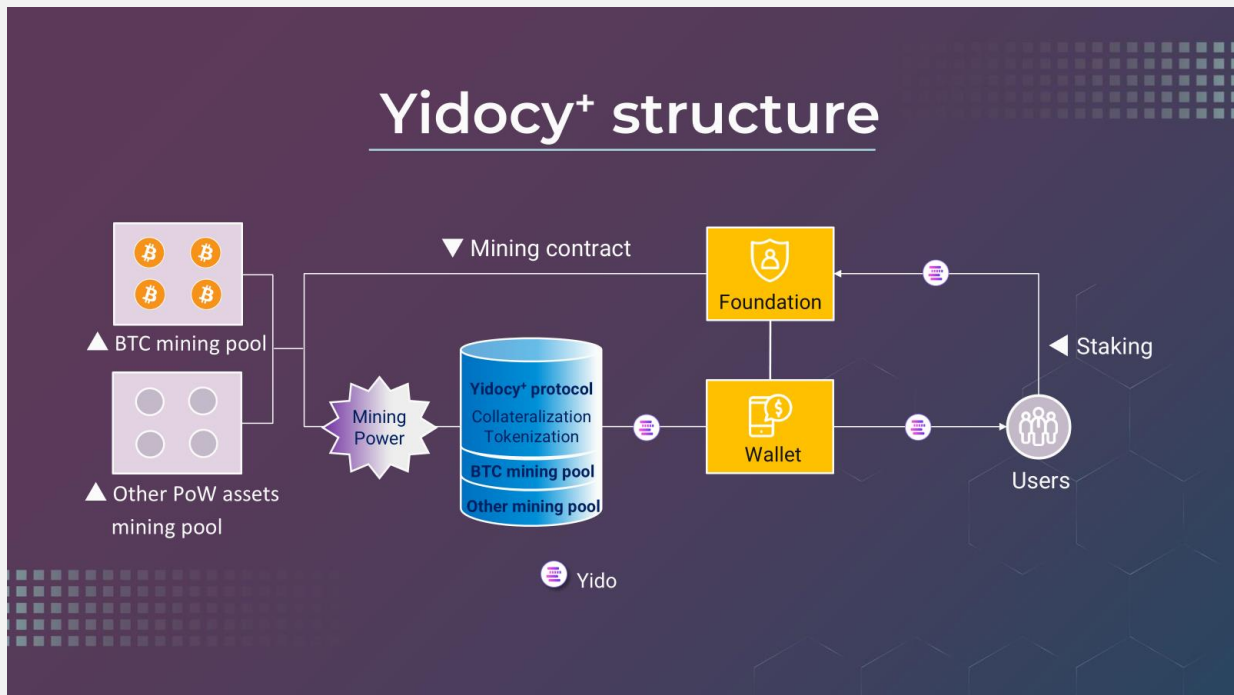 Yidocy⁺ structure
▼ Mining contract
Foundation
▲ BTC mining pool
◀ Staking
Yidocy⁺ protocol
Collateralization
Tokenization
BTC mining pool
Other mining pool
Mining
Power
Wallet
Users
▲ Other PoW assets
mining pool
Yido